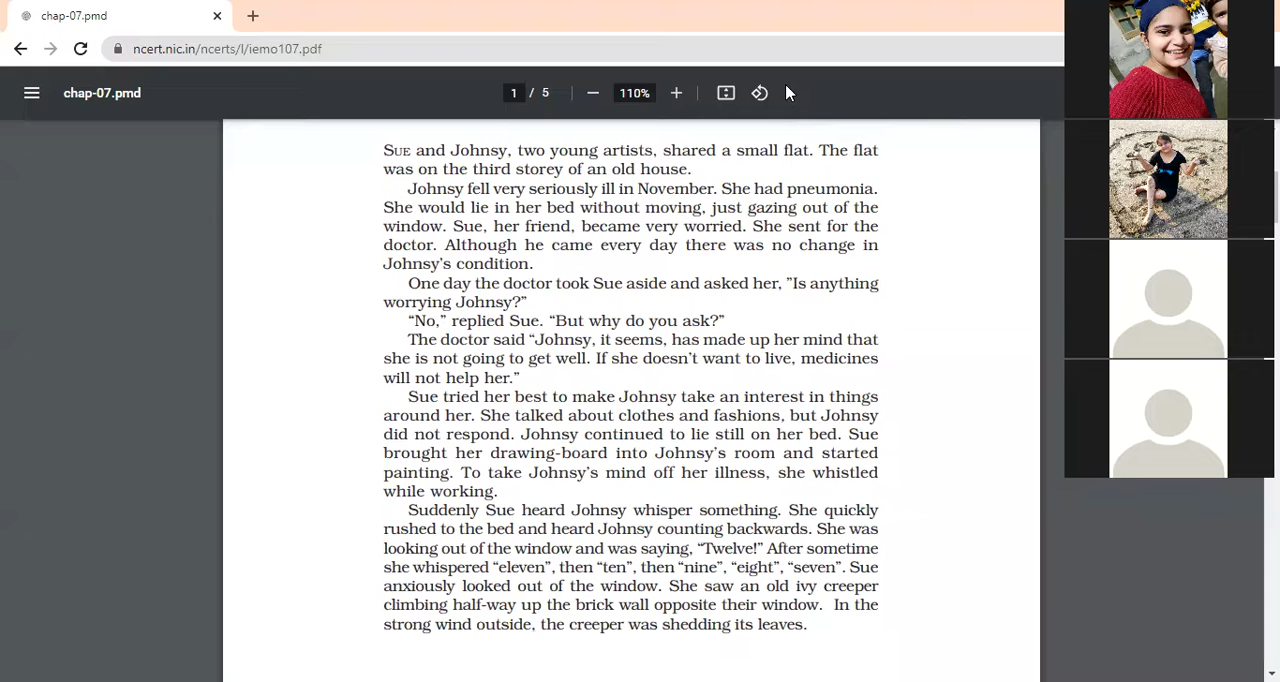 chap-07.pmd
ncert.nic.in/ncerts/l/iemo107.pdf
chap-07.pmd
1 / 5
110%
SUE and Johnsy, two young artists, shared a small flat. The flat
was on the third storey of an old house.
Johnsy fell very seriously ill in November. She had pneumonia.
She would lie in her bed without moving, just gazing out of the
window. Sue, her friend, became very worried. She sent for the
doctor. Although he came every day there was no change in
Johnsy's condition.
One day the doctor took Sue aside and asked her, ”Is anything
worrying Johnsy?”
“No,” replied Sue. “But why do you ask?”
The doctor said “Johnsy, it seems, has made up her mind that
she is not going to get well. If she doesn't want to live, medicines
will not help her.”
Sue tried her best to make Johnsy take an interest in things
around her. She talked about clothes and fashions, but Johnsy
did not respond. Johnsy continued to lie still on her bed. Sue
brought her drawing-board into Johnsy's room and started
painting. To take Johnsy's mind off her illness, she whistled
while working.
Suddenly Sue heard Johnsy whisper something. She quickly
rushed to the bed and heard Johnsy counting backwards. She was
looking out of the window and was saying, “Twelve!” After sometime
she whispered “eleven”, then “ten”, then “nine”, “eight”, “seven”. Sue
anxiously looked out of the window. She saw an old ivy creeper
climbing half-way up the brick wall opposite their window. In the
strong wind outside, the creeper was shedding its leaves.